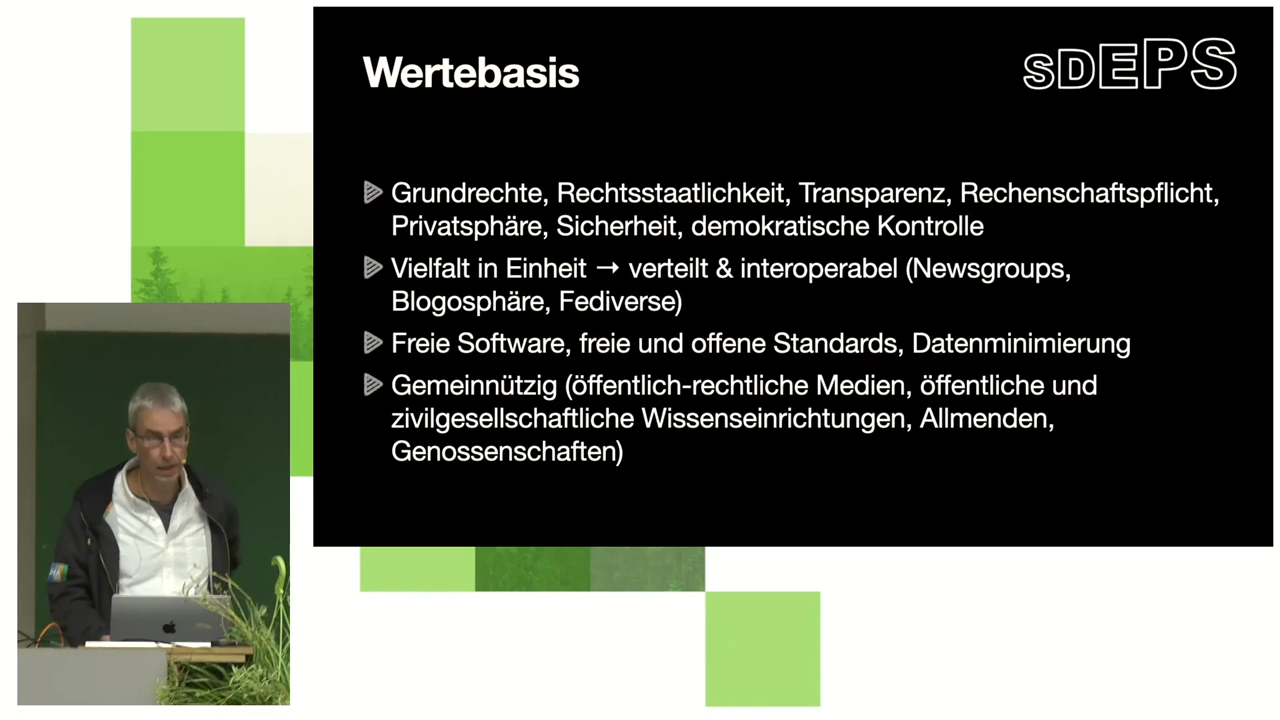 Wertebasis
sDEPS
Grundrechte, Rechtsstaatlichkeit, Transparenz, Rechenschaftspflicht,
Privatsphäre, Sicherheit, demokratische Kontrolle
Vielfalt in Einheit → verteilt & interoperabel (Newsgroups,
Blogosphäre, Fediverse)
Freie Software, freie und offene Standards, Datenminimierung
Gemeinnützig (öffentlich-rechtliche Medien, öffentliche und
zivilgesellschaftliche Wissenseinrichtungen, Allmenden,
Genossenschaften)